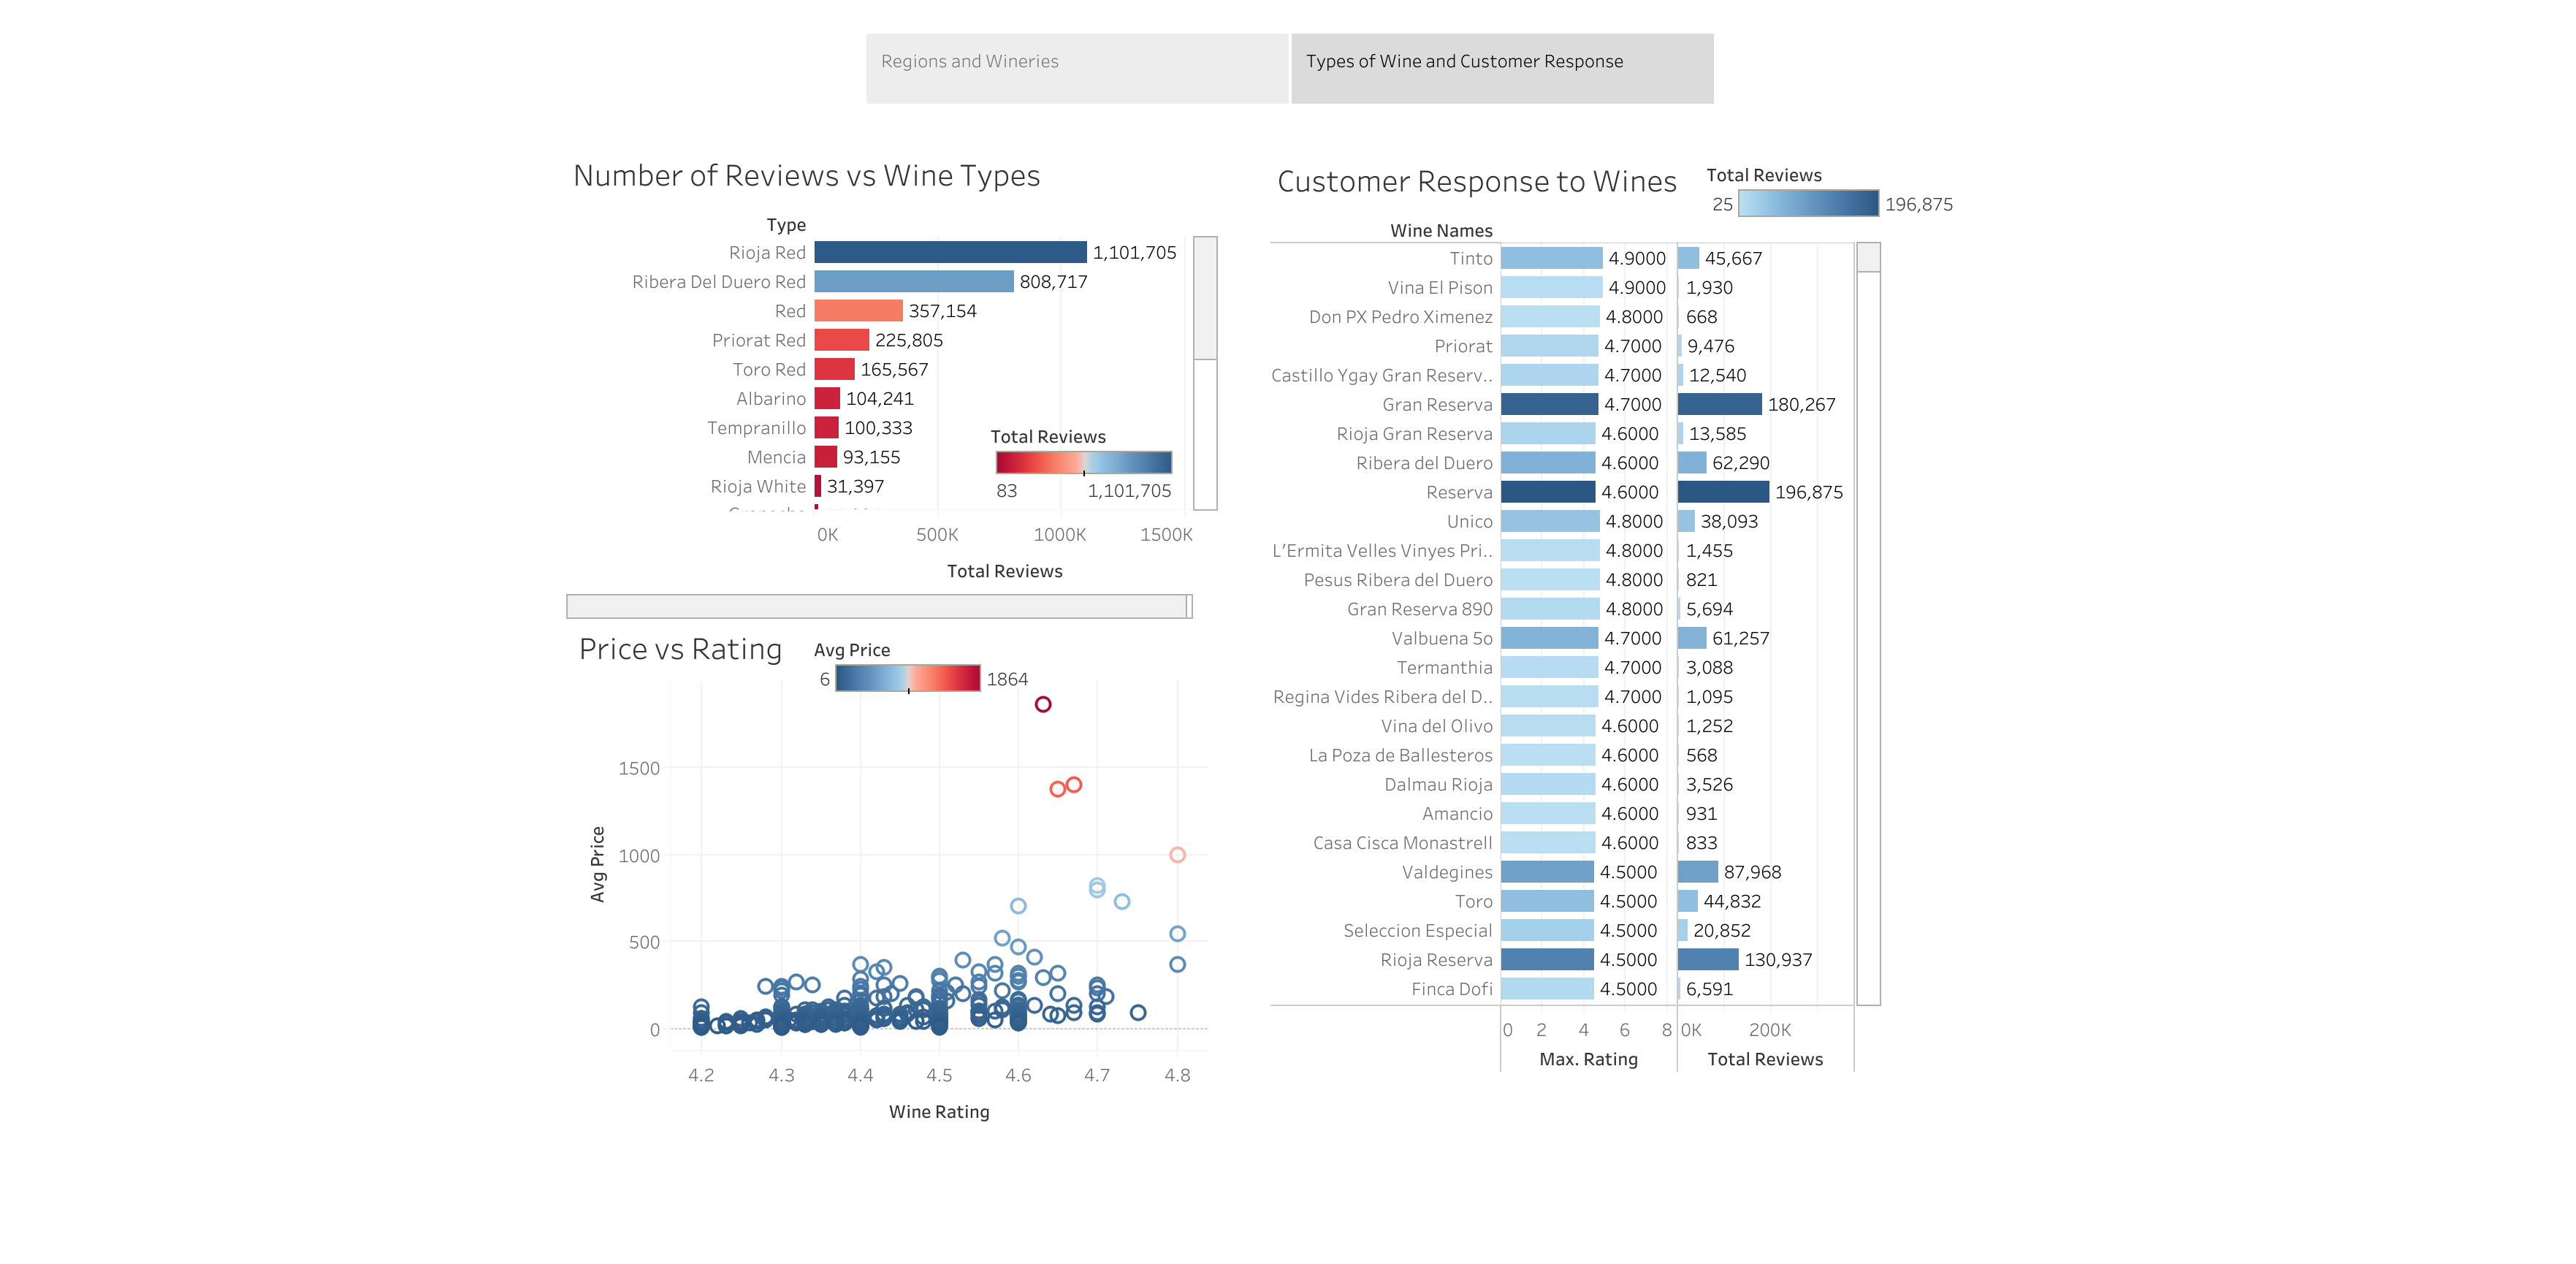 Regions and Wineries
Types of Wine and Customer Response
Number of Reviews vs Wine Types
Type
Rioja Red 1,101,705
Ribera Del Duero Red 808,717
Red 357,154
Priorat Red 225,805
Toro Red 165,567
Albarino 104,241
Tempranillo 100,333
Mencia 93,155
Rioja White 31,397
Total Reviews
83 1,101,705
0K 500K 1000K 1500K
Total Reviews
Price vs Rating
Avg Price
6 1864
1500
1000
500
0
Avg Price
4.2 4.3 4.4 4.5 4.6 4.7 4.8
Wine Rating
Customer Response to Wines
Total Reviews
25 196,875
Wine Names
Tinto 4.9000 45,667
Vina El Pison 4.9000 1,930
Don PX Pedro Ximenez 4.8000 668
Priorat 4.7000 9,476
Castillo Ygay Gran Reserv.. 4.7000 12,540
Gran Reserva 4.7000 180,267
Rioja Gran Reserva 4.6000 13,585
Ribera del Duero 4.6000 62,290
Reserva 4.6000 196,875
Unico 4.8000 38,093
L'Ermita Velles Vinyes Pri.. 4.8000 1,455
Pesus Ribera del Duero 4.8000 821
Gran Reserva 890 4.8000 5,694
Valbuena 5o 4.7000 61,257
Termanthia 4.7000 3,088
Regina Vides Ribera del D.. 4.7000 1,095
Vina del Olivo 4.6000 1,252
La Poza de Ballesteros 4.6000 568
Dalmau Rioja 4.6000 3,526
Amancio 4.6000 931
Casa Cisca Monastrell 4.6000 833
Valdegines 4.5000 87,968
Toro 4.5000 44,832
Seleccion Especial 4.5000 20,852
Rioja Reserva 4.5000 130,937
Finca Dofi 4.5000 6,591
0 2 4 6 8 0K 200K
Max. Rating Total Reviews